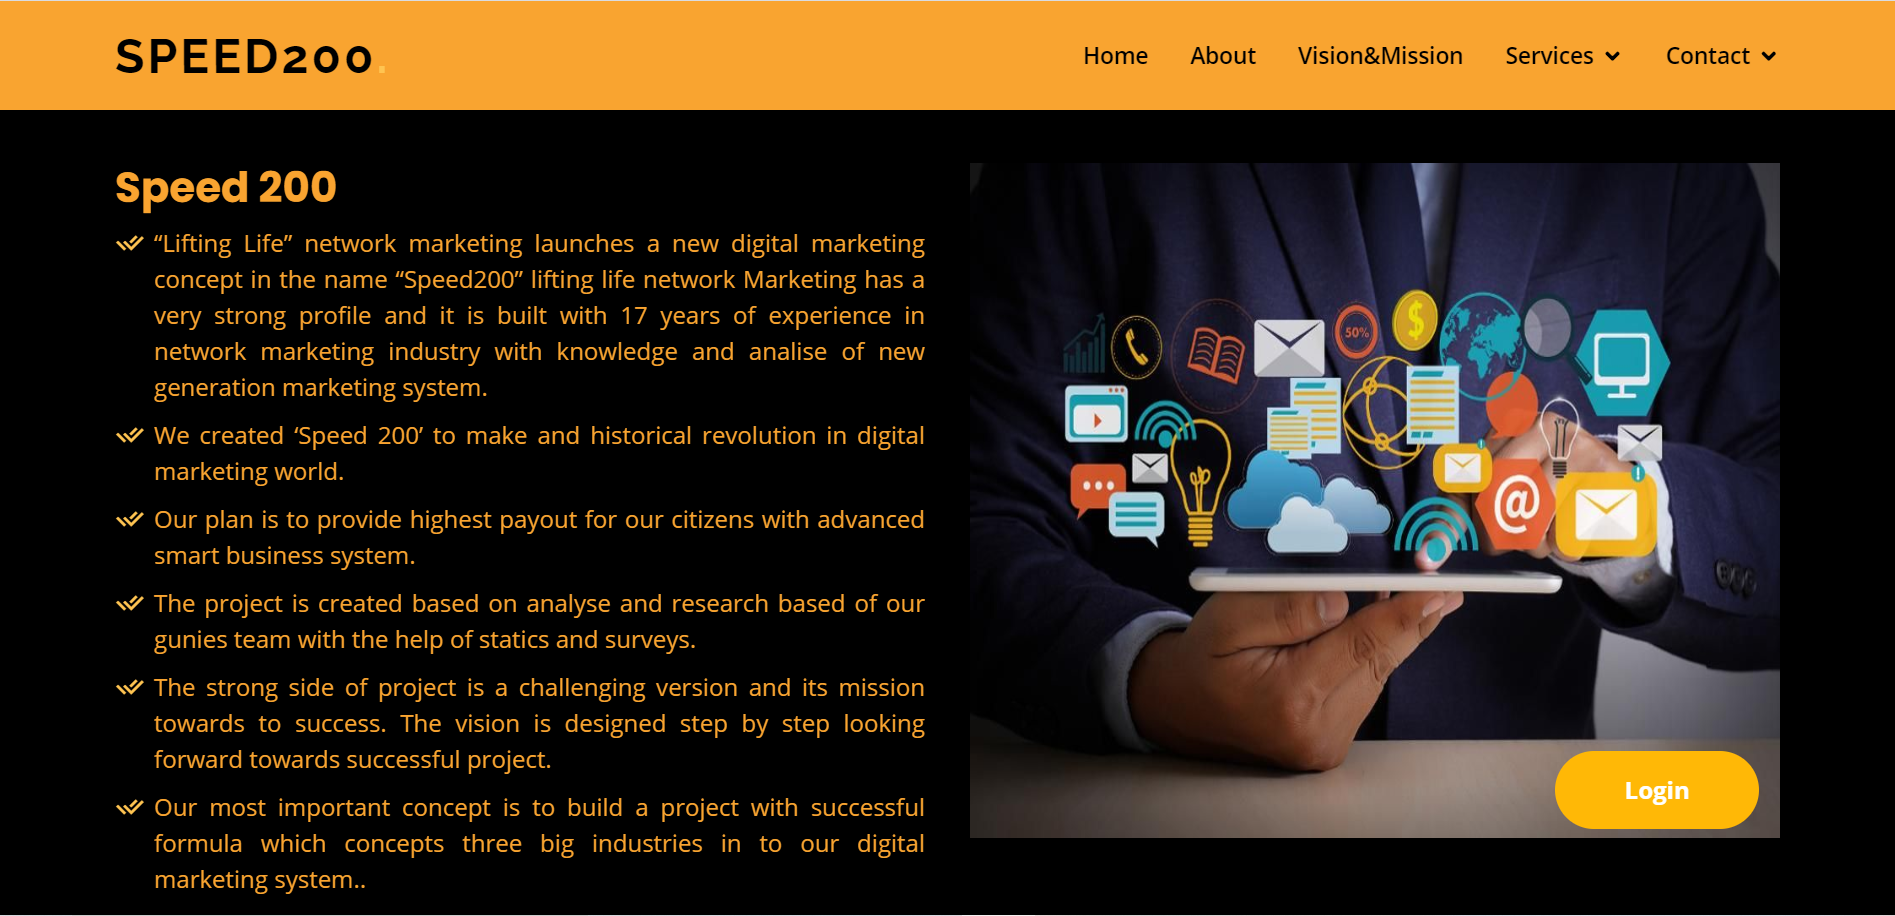 SPEED200.
Home About Vision&Mission Services Contact
Speed 200
“Lifting Life” network marketing launches a new digital marketing
concept in the name “Speed200” lifting life network Marketing has a
very strong profile and it is built with 17 years of experience in
network marketing industry with knowledge and analise of new
generation marketing system.
We created ‘Speed 200’ to make and historical revolution in digital
marketing world.
Our plan is to provide highest payout for our citizens with advanced
smart business system.
The project is created based on analyse and research based of our
gunies team with the help of statics and surveys.
The strong side of project is a challenging version and its mission
towards to success. The vision is designed step by step looking
forward towards successful project.
Our most important concept is to build a project with successful
formula which concepts three big industries in to our digital
marketing system..
50%
$
@
Login